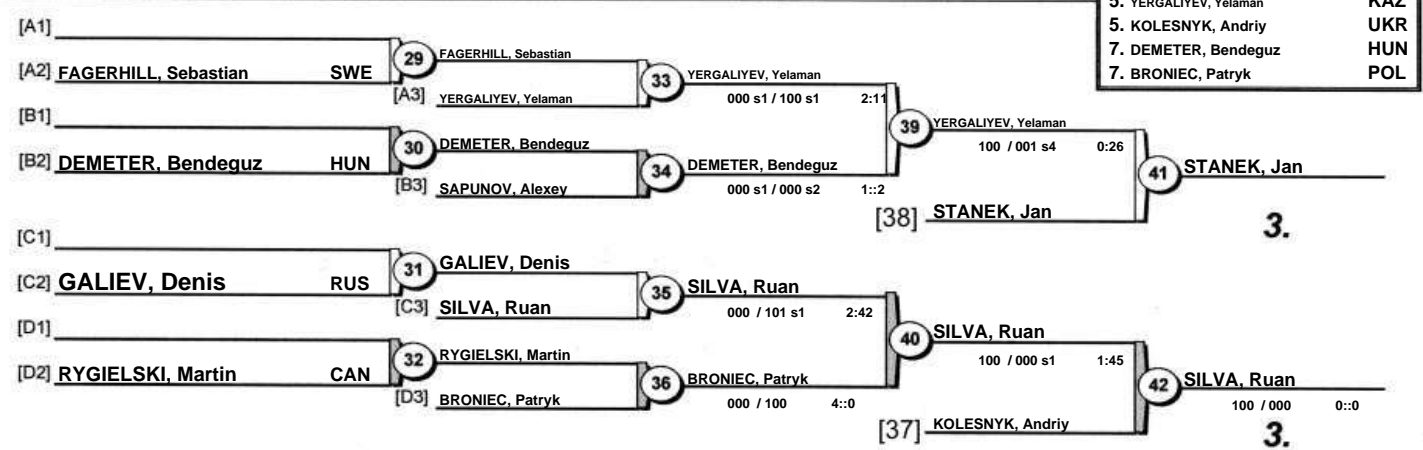 5. YERGALIYEV, Yelaman KAZ
5. KOLESNYK, Andriy UKR
7. DEMETER, Bendeguz HUN
7. BRONIEC, Patryk POL
[A1]
[A2] FAGERHILL, Sebastian SWE
29
FAGERHILL, Sebastian
[A3] YERGALIYEV, Yelaman
33
YERGALIYEV, Yelaman
000 s1 / 100 s1 2:11
[B1]
[B2] DEMETER, Bendeguz HUN
30
DEMETER, Bendeguz
[B3] SAPUNOV, Alexey
34
DEMETER, Bendeguz
000 s1 / 000 s2 1::2
39
YERGALIYEV, Yelaman
100 / 001 s4 0:26
[38] STANEK, Jan
41
STANEK, Jan
3.
[C1]
[C2] GALIEV, Denis RUS
31
GALIEV, Denis
[C3] SILVA, Ruan
35
SILVA, Ruan
000 / 101 s1 2:42
[D1]
[D2] RYGIELSKI, Martin CAN
32
RYGIELSKI, Martin
[D3] BRONIEC, Patryk
36
BRONIEC, Patryk
000 / 100 4::0
40
SILVA, Ruan
100 / 000 s1 1:45
[37] KOLESNYK, Andriy
42
SILVA, Ruan
100 / 000 0::0
3.